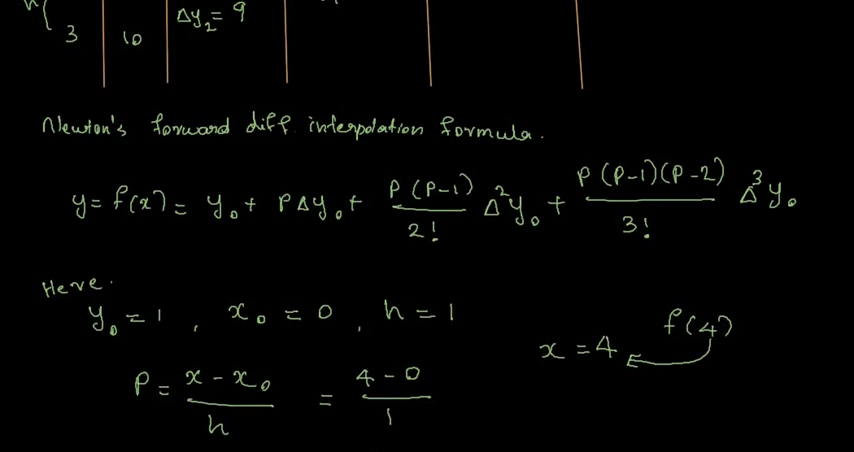 h
3 10 Δy₂ = 9
Newton's forward diff. interpolation formula.
y = f(x) = y₀ + PΔy₀ + P(P-1)/2! Δ²y₀ + P(P-1)(P-2)/3! Δ³y₀
Here.
y₀ = 1, x₀ = 0, h = 1
f(4)
x = 4
P = x - x₀/h = 4 - 0/1